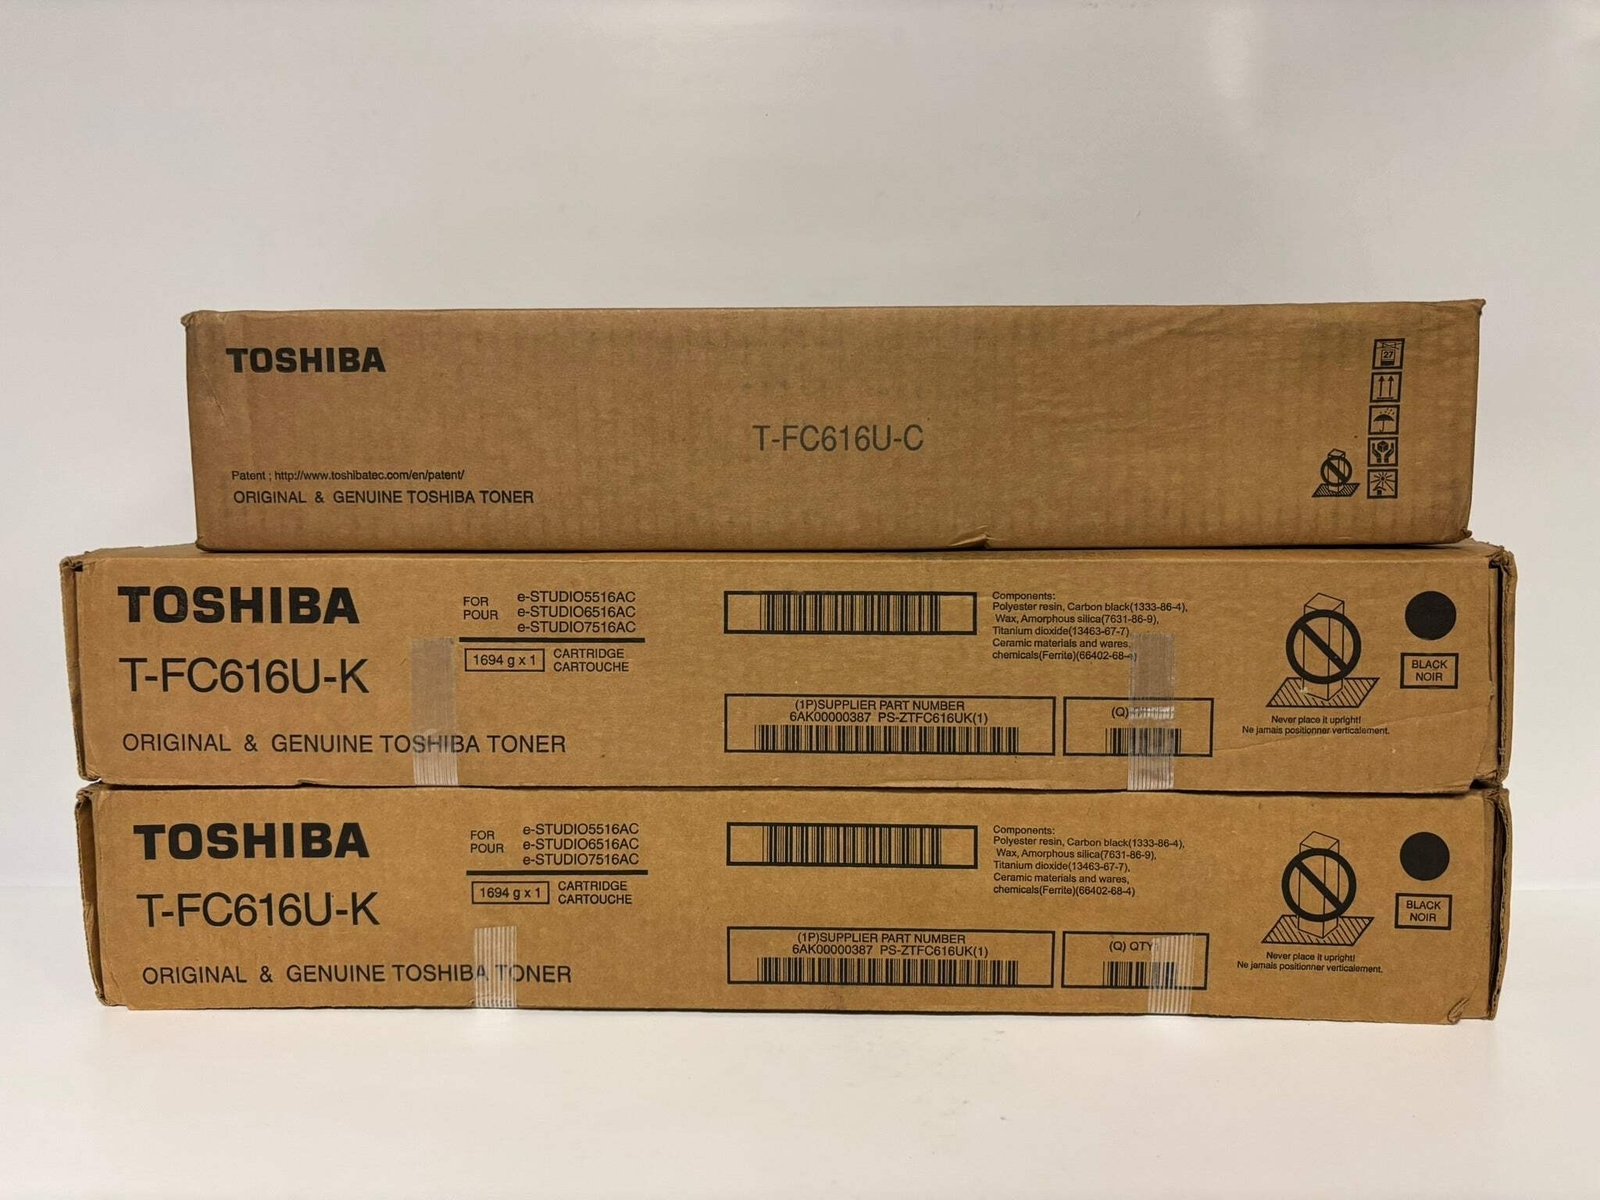 TOSHIBA
27
T-FC616U-C
Patent ; http://www.toshibatec.com/en/patent/
ORIGINAL & GENUINE TOSHIBA TONER
TOSHIBA
T-FC616U-K
ORIGINAL & GENUINE TOSHIBA TONER
FOR
POUR
e-STUDIO5516AC
e-STUDIO6516AC
e-STUDIO7516AC
1694 g x 1
CARTRIDGE
CARTOUCHE
(1P)SUPPLIER PART NUMBER
6AK00000387 PS-ZTFC616UK(1)
(Q)
Components:
Polyester resin, Carbon black(1333-86-4),
Wax, Amorphous silica(7631-86-9),
Titanium dioxide(13463-67-7)
Ceramic materials and wares,
chemicals(Ferrite)(66402-68-4)
Never place it upright!
Ne jamais positionner verticalement.
BLACK
NOIR
TOSHIBA
T-FC616U-K
ORIGINAL & GENUINE TOSHIBA TONER
FOR
POUR
e-STUDIO5516AC
e-STUDIO6516AC
e-STUDIO7516AC
1694 g x 1
CARTRIDGE
CARTOUCHE
(1P)SUPPLIER PART NUMBER
6AK00000387 PS-ZTFC616UK(1)
(Q) QTY
Components:
Polyester resin, Carbon black(1333-86-4),
Wax, Amorphous silica(7631-86-9),
Titanium dioxide(13463-67-7),
Ceramic materials and wares,
chemicals(Ferrite)(66402-68-4)
Never place it upright!
Ne jamais positionner verticalement.
BLACK
NOIR